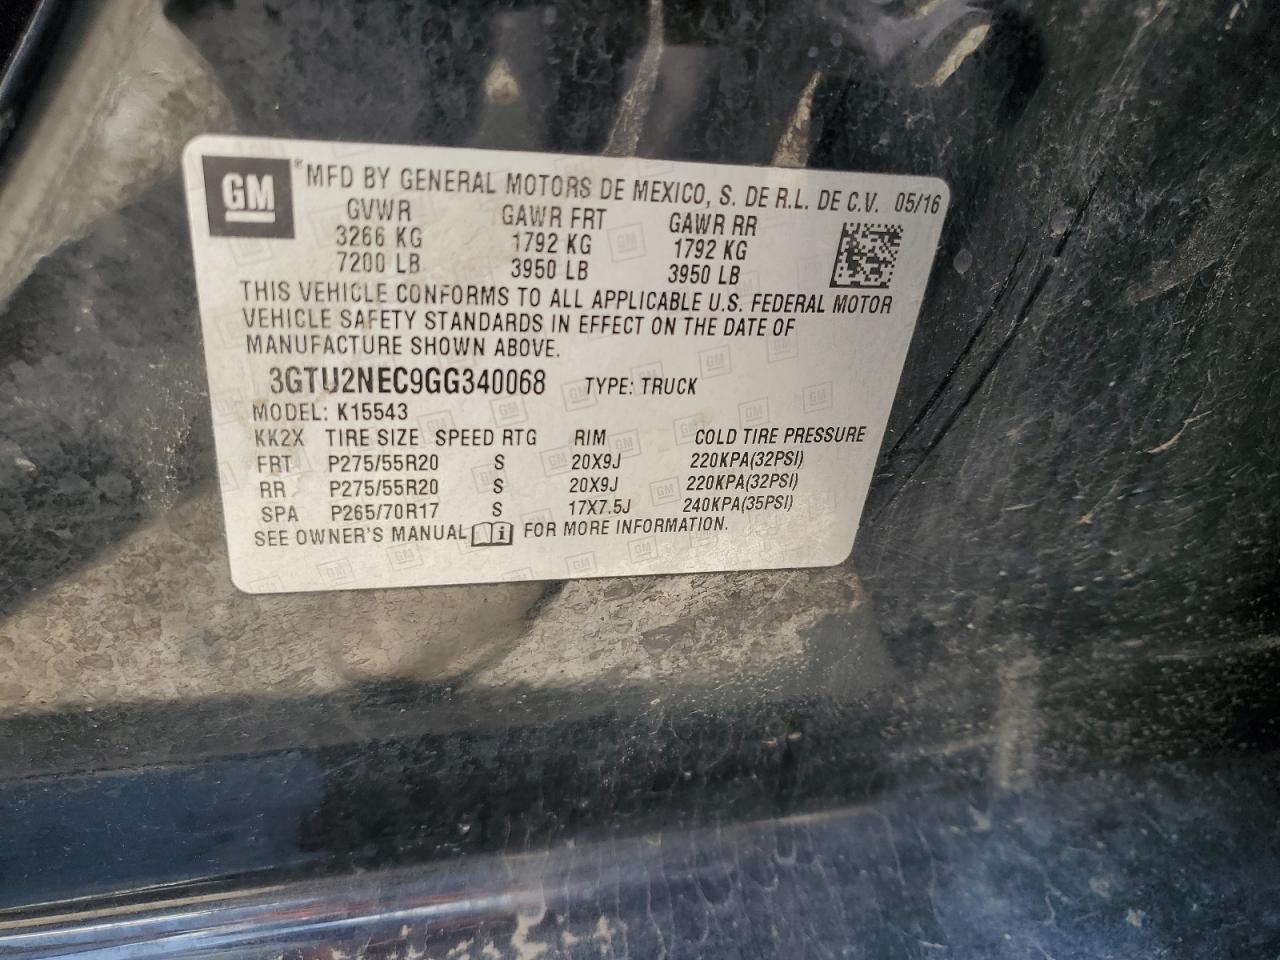 GM ® MFD BY GENERAL MOTORS DE MEXICO, S. DE R.L. DE C.V. 05/16
GVWR GAWR FRT GAWR RR
3266 KG 1792 KG 1792 KG
7200 LB 3950 LB 3950 LB
THIS VEHICLE CONFORMS TO ALL APPLICABLE U.S. FEDERAL MOTOR
VEHICLE SAFETY STANDARDS IN EFFECT ON THE DATE OF
MANUFACTURE SHOWN ABOVE.
3GTU2NEC9GG340068 TYPE: TRUCK
MODEL: K15543
KK2X TIRE SIZE SPEED RTG RIM COLD TIRE PRESSURE
FRT P275/55R20 S 20X9J 220KPA(32PSI)
RR P275/55R20 S 20X9J 220KPA(32PSI)
SPA P265/70R17 S 17X7.5J 240KPA(35PSI)
SEE OWNER'S MANUAL i FOR MORE INFORMATION.